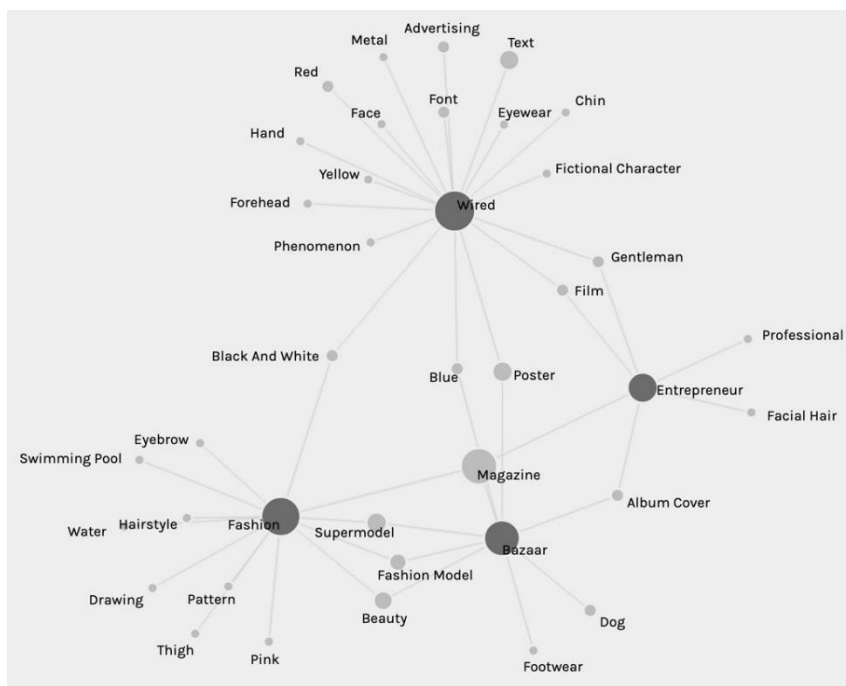 Advertising
Metal
Text
Red
Font
Chin
Face
Eyewear
Hand
Fictional Character
Yellow
Forehead
Wired
Phenomenon
Gentleman
Film
Professional
Black And White
Blue
Poster
Entrepreneur
Facial Hair
Eyebrow
Swimming Pool
Magazine
Album Cover
Water
Hairstyle
Fashion
Supermodel
Bazaar
Fashion Model
Drawing
Pattern
Beauty
Dog
Thigh
Pink
Footwear